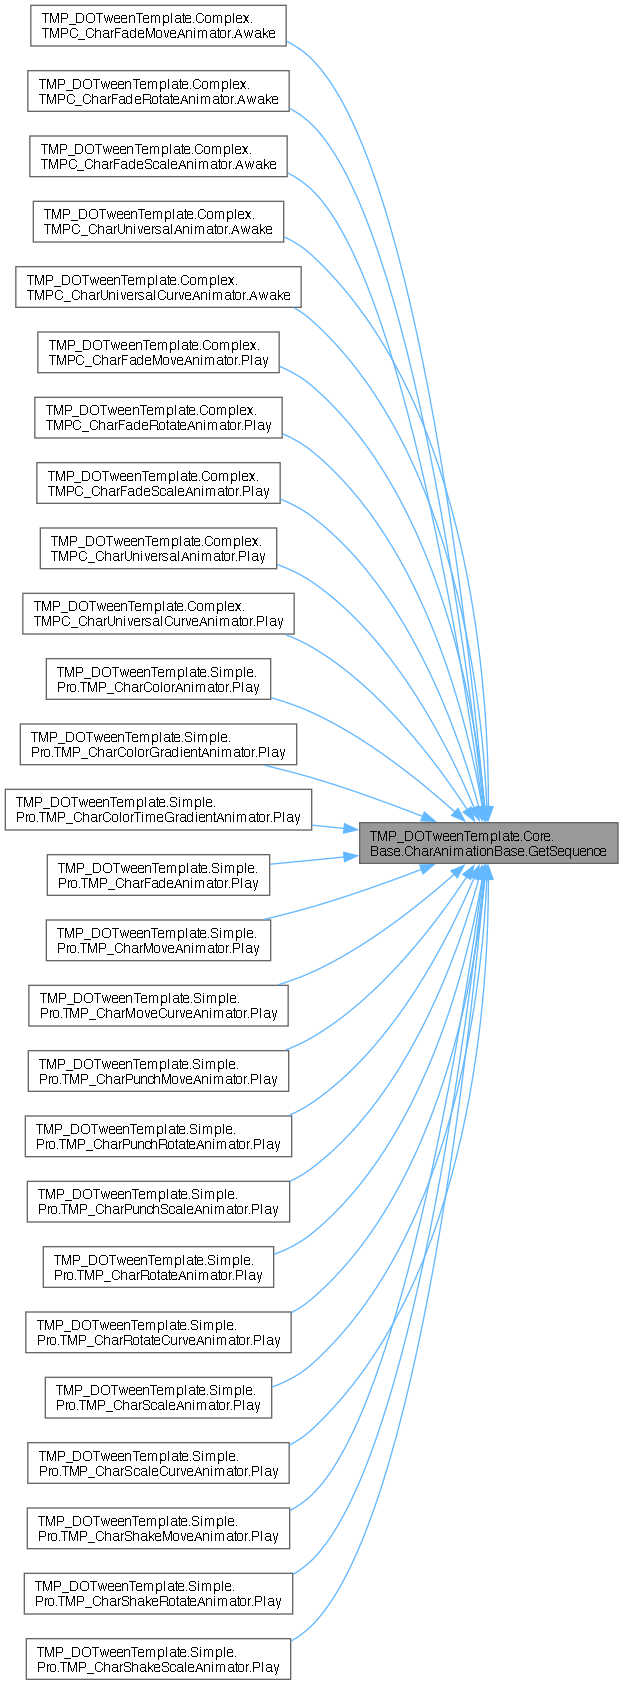 TMP_DOTweenTemplate.Complex.
TMPC_CharFadeMoveAnimator.Awake
TMP_DOTweenTemplate.Complex.
TMPC_CharFadeRotateAnimator.Awake
TMP_DOTweenTemplate.Complex.
TMPC_CharFadeScaleAnimator.Awake
TMP_DOTweenTemplate.Complex.
TMPC_CharUniversalAnimator.Awake
TMP_DOTweenTemplate.Complex.
TMPC_CharUniversalCurveAnimator.Awake
TMP_DOTweenTemplate.Complex.
TMPC_CharFadeMoveAnimator.Play
TMP_DOTweenTemplate.Complex.
TMPC_CharFadeRotateAnimator.Play
TMP_DOTweenTemplate.Complex.
TMPC_CharFadeScaleAnimator.Play
TMP_DOTweenTemplate.Complex.
TMPC_CharUniversalAnimator.Play
TMP_DOTweenTemplate.Complex.
TMPC_CharUniversalCurveAnimator.Play
TMP_DOTweenTemplate.Simple.
Pro.TMP_CharColorAnimator.Play
TMP_DOTweenTemplate.Simple.
Pro.TMP_CharColorGradientAnimator.Play
TMP_DOTweenTemplate.Simple.
Pro.TMP_CharColorTimeGradientAnimator.Play
TMP_DOTweenTemplate.Core.
Base.CharAnimationBase.GetSequence
TMP_DOTweenTemplate.Simple.
Pro.TMP_CharFadeAnimator.Play
TMP_DOTweenTemplate.Simple.
Pro.TMP_CharMoveAnimator.Play
TMP_DOTweenTemplate.Simple.
Pro.TMP_CharMoveCurveAnimator.Play
TMP_DOTweenTemplate.Simple.
Pro.TMP_CharPunchMoveAnimator.Play
TMP_DOTweenTemplate.Simple.
Pro.TMP_CharPunchRotateAnimator.Play
TMP_DOTweenTemplate.Simple.
Pro.TMP_CharPunchScaleAnimator.Play
TMP_DOTweenTemplate.Simple.
Pro.TMP_CharRotateAnimator.Play
TMP_DOTweenTemplate.Simple.
Pro.TMP_CharRotateCurveAnimator.Play
TMP_DOTweenTemplate.Simple.
Pro.TMP_CharScaleAnimator.Play
TMP_DOTweenTemplate.Simple.
Pro.TMP_CharScaleCurveAnimator.Play
TMP_DOTweenTemplate.Simple.
Pro.TMP_CharShakeMoveAnimator.Play
TMP_DOTweenTemplate.Simple.
Pro.TMP_CharShakeRotateAnimator.Play
TMP_DOTweenTemplate.Simple.
Pro.TMP_CharShakeScaleAnimator.Play